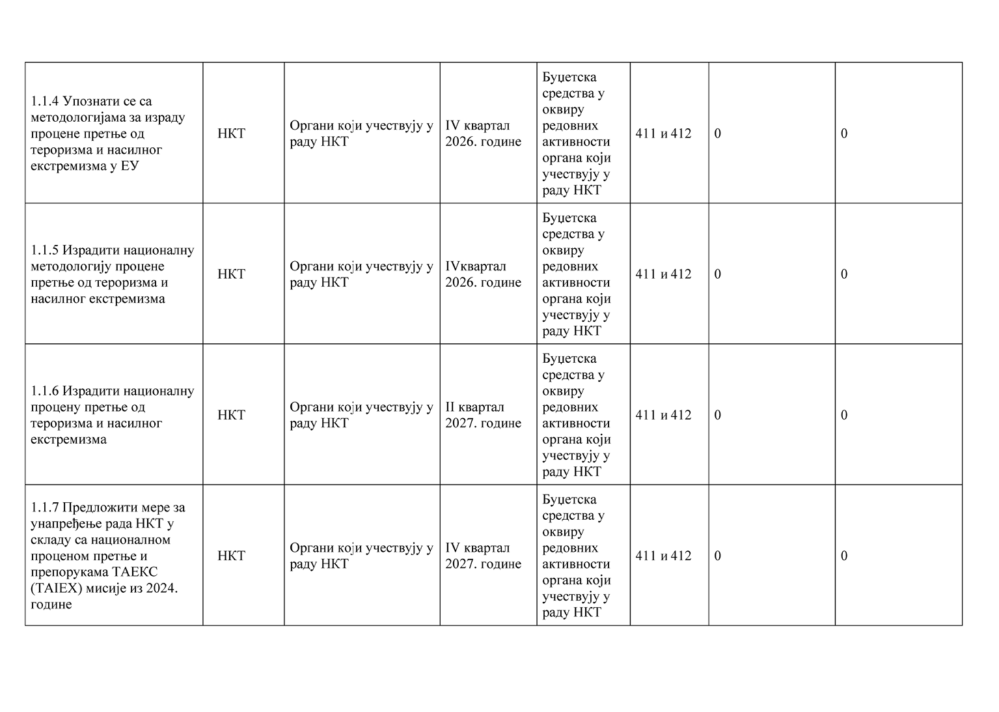 1.1.4 Упознати се са
методологијама за израду
процене претње од
тероризма и насилног
екстремизма у ЕУ
НКТ
Органи који учествују у
раду НКТ
IV квартал
2026. године
Буџетска
средства у
оквиру
редовних
активности
органа који
учествују у
раду НКТ
411 и 412
0
0
1.1.5 Израдити националну
методологију процене
претње од тероризма и
насилног екстремизма
НКТ
Органи који учествују у
раду НКТ
IVквартал
2026. године
Буџетска
средства у
оквиру
редовних
активности
органа који
учествују у
раду НКТ
411 и 412
0
0
1.1.6 Израдити националну
процену претње од
тероризма и насилног
екстремизма
НКТ
Органи који учествују у
раду НКТ
II квартал
2027. године
Буџетска
средства у
оквиру
редовних
активности
органа који
учествују у
раду НКТ
411 и 412
0
0
1.1.7 Предложити мере за
унапређење рада НКТ у
складу са националном
проценом претње и
препорукама ТАЕКС
(TAIEX) мисије из 2024.
године
НКТ
Органи који учествују у
раду НКТ
IV квартал
2027. године
Буџетска
средства у
оквиру
редовних
активности
органа који
учествују у
раду НКТ
411 и 412
0
0